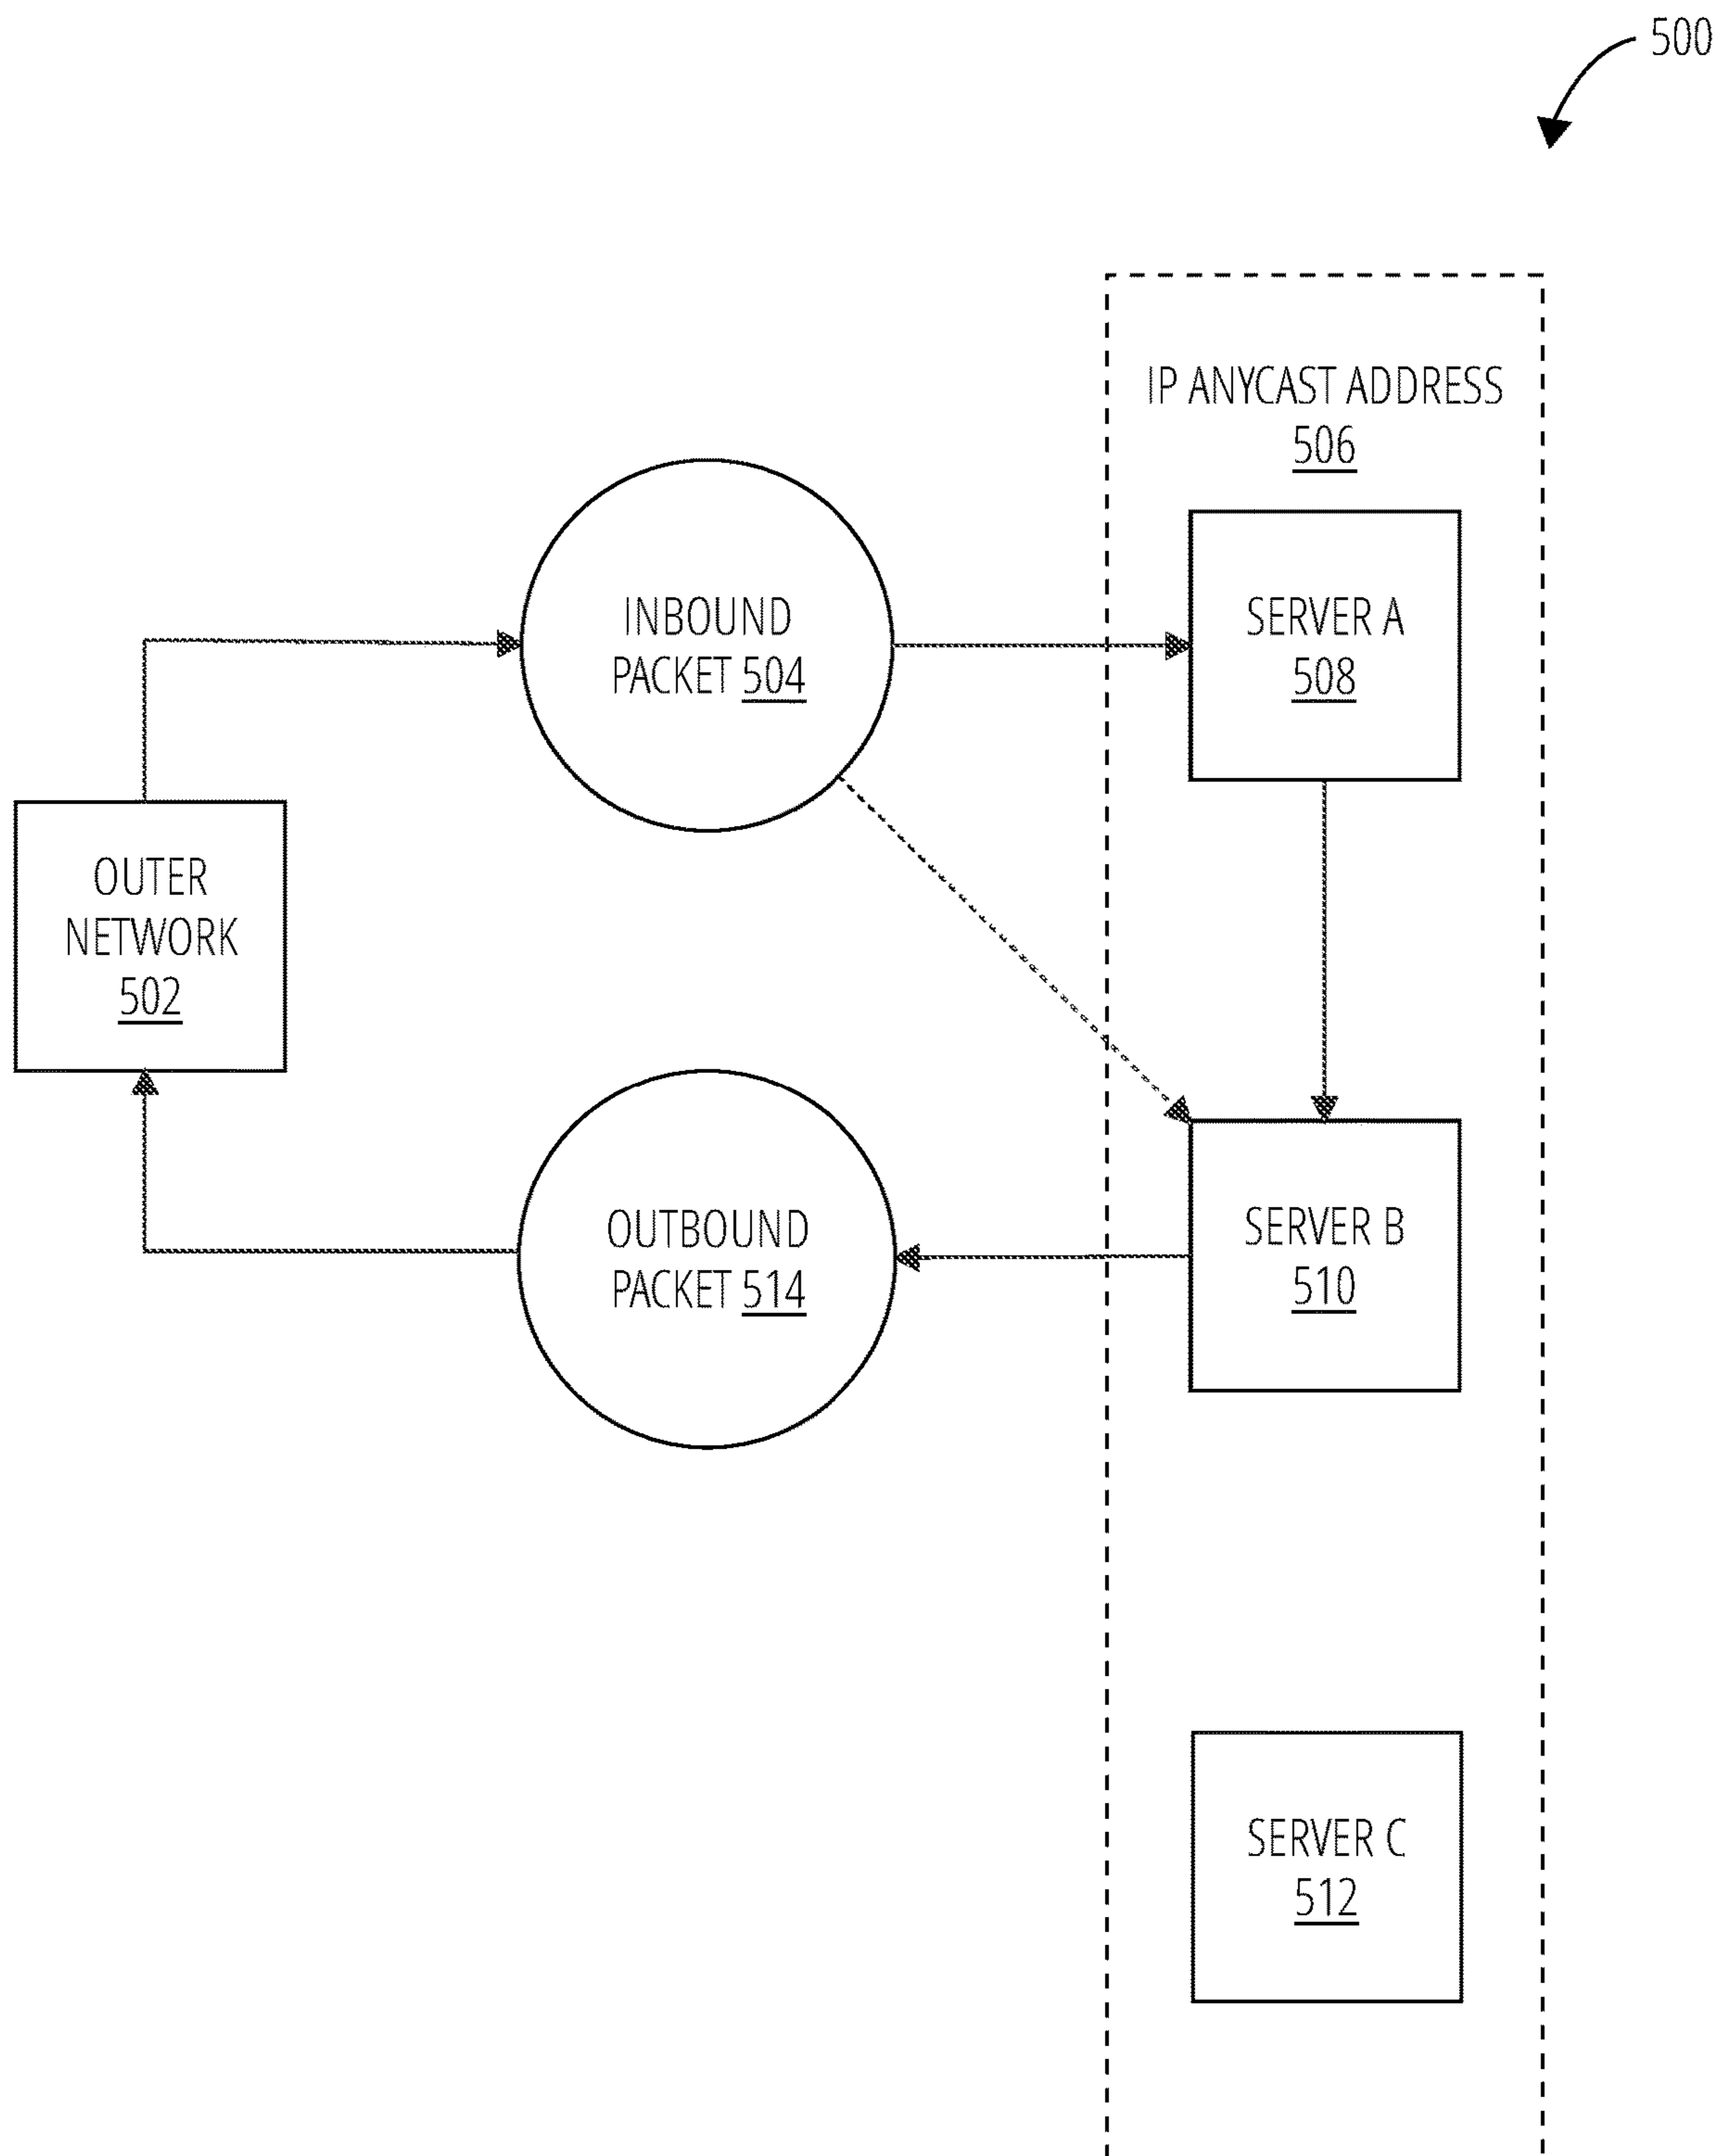 500
IP ANYCAST ADDRESS
506
INBOUND
PACKET 504
SERVER A
508
OUTER
NETWORK
502
OUTBOUND
PACKET 514
SERVER B
510
SERVER C
512